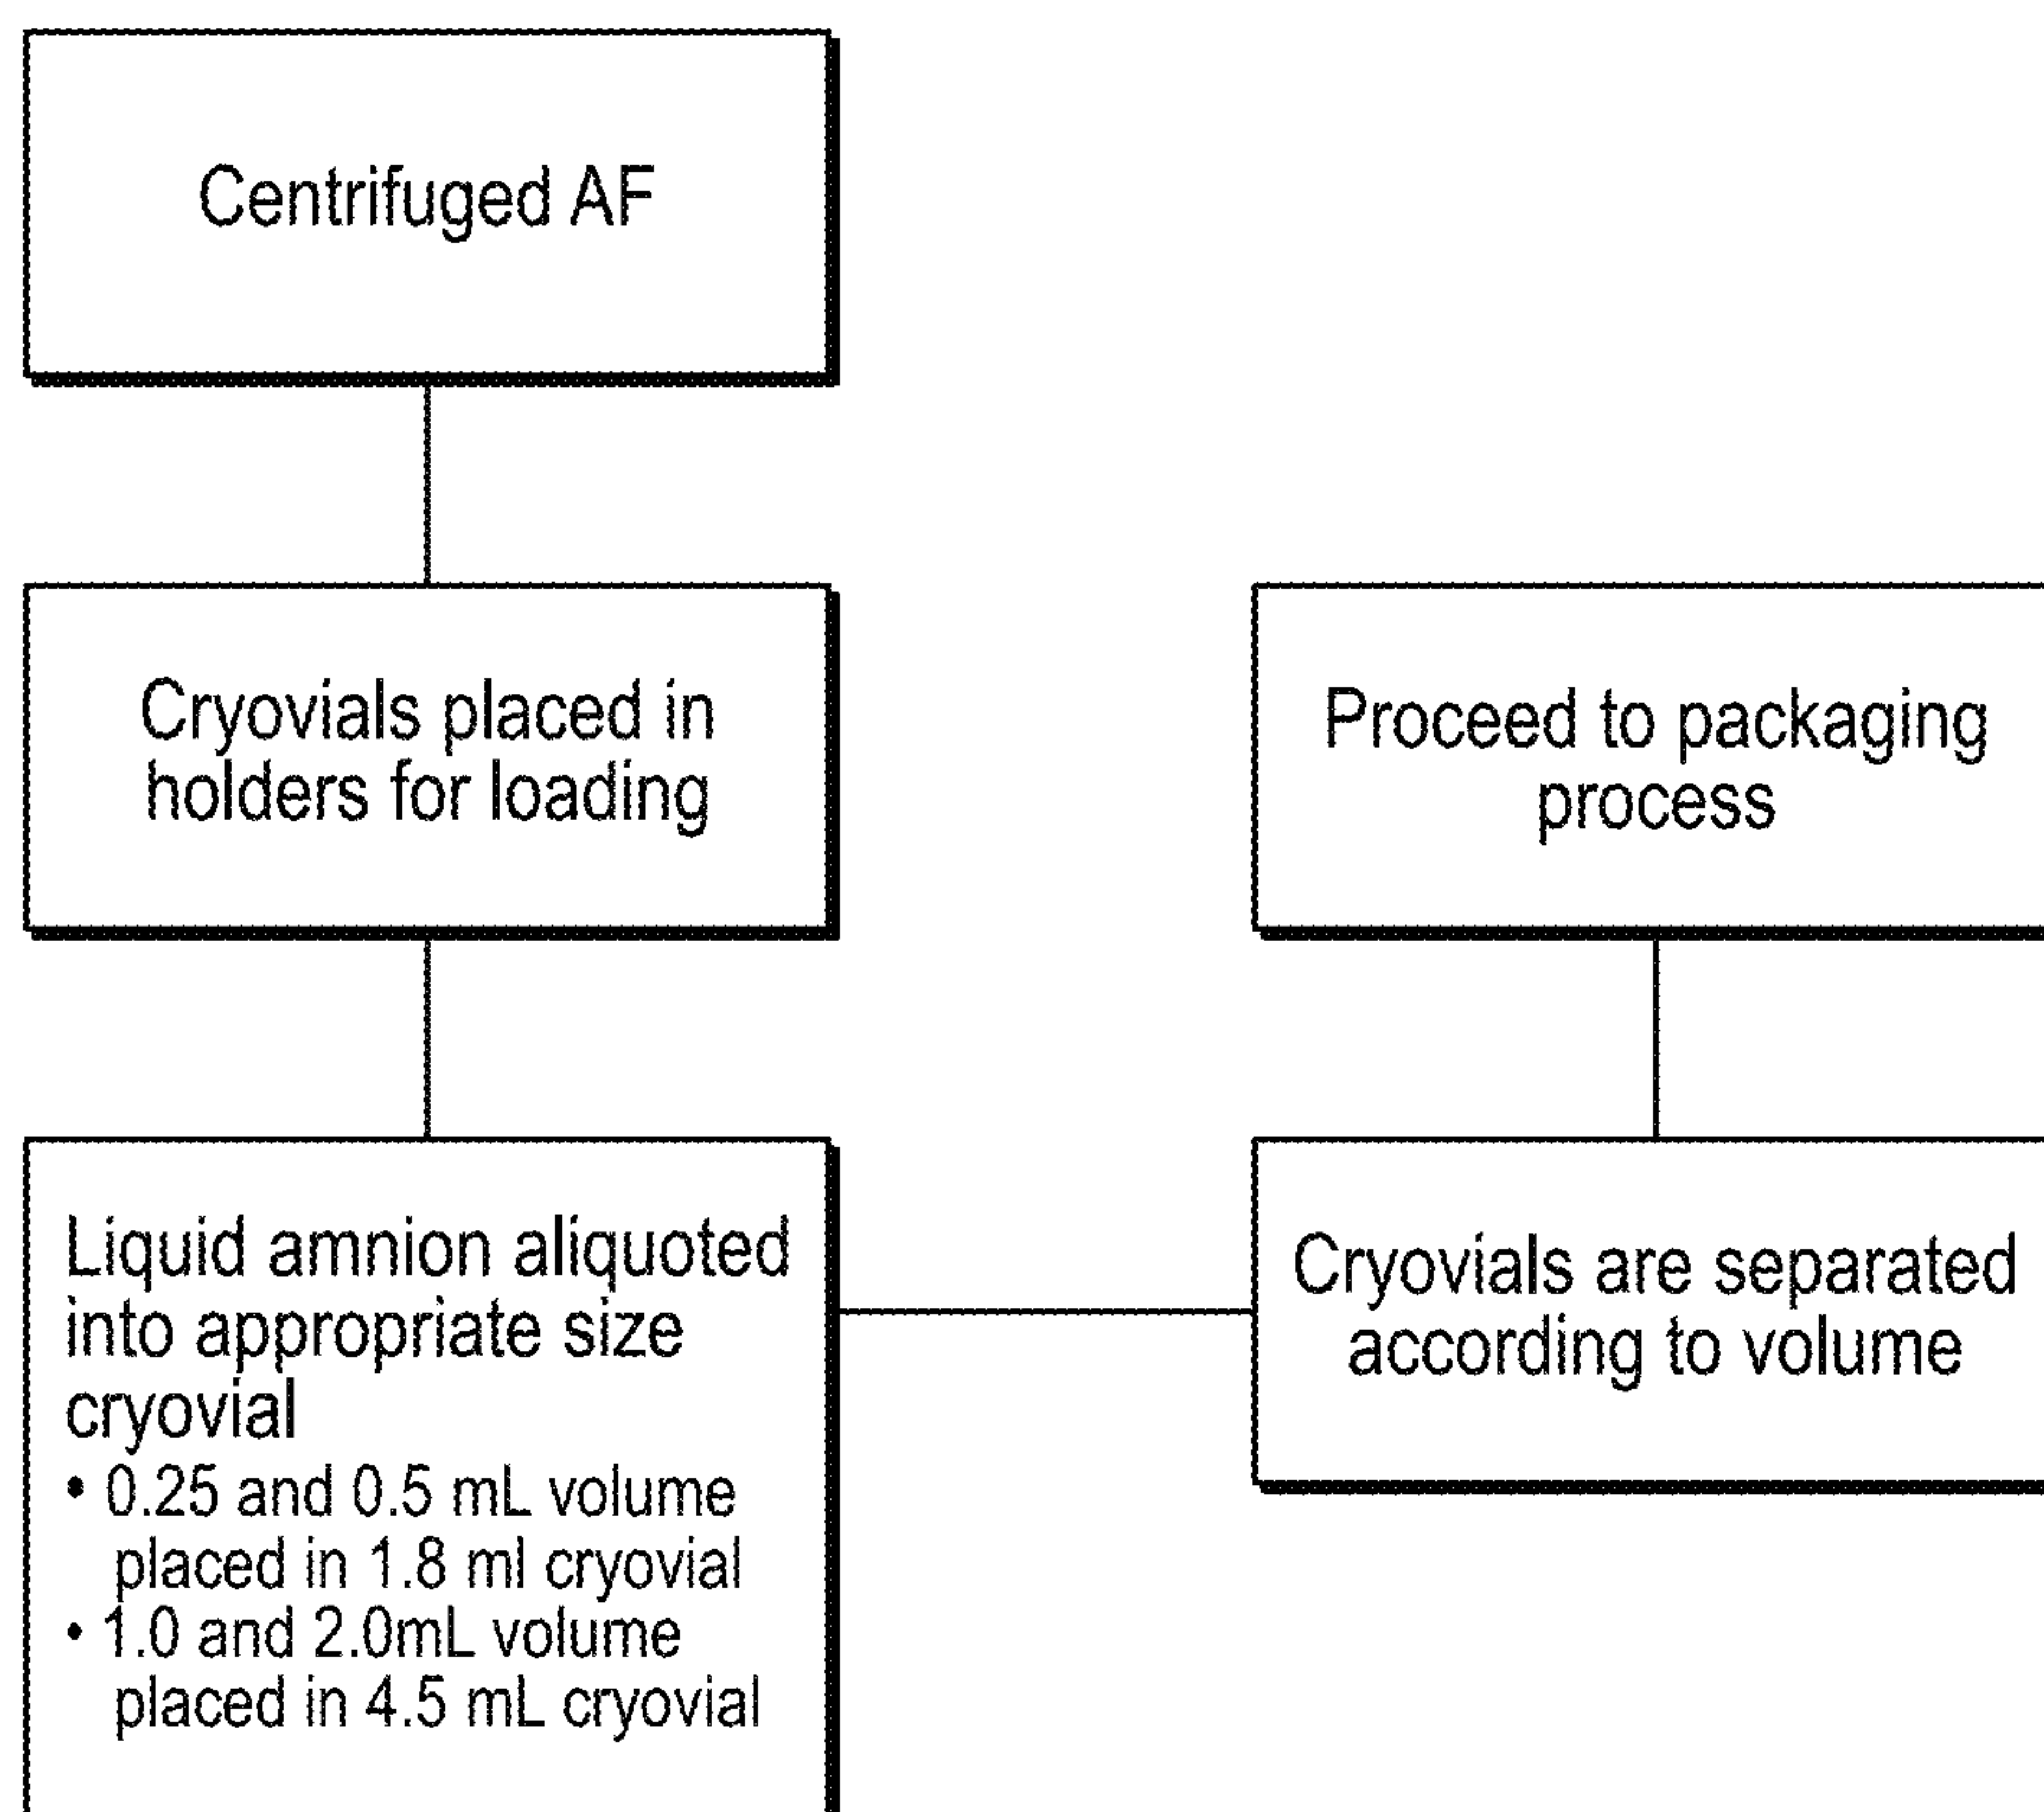 Centrifuged AF
Cryovials placed in
holders for loading
Liquid amnion aliquoted
into appropriate size
cryovial
• 0.25 and 0.5 mL volume
placed in 1.8 ml cryovial
• 1.0 and 2.0mL volume
placed in 4.5 mL cryovial
Proceed to packaging
process
Cryovials are separated
according to volume